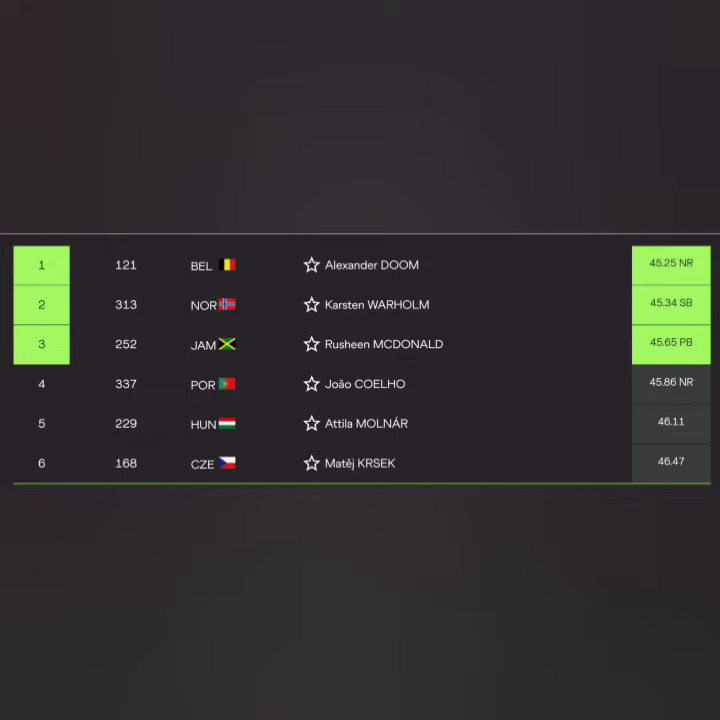 1 121 BEL Alexander DOOM 45.25 NR
2 313 NOR Karsten WARHOLM 45.34 SB
3 252 JAM Rusheen MCDONALD 45.65 PB
4 337 POR João COELHO 45.86 NR
5 229 HUN Attila MOLNÁR 46.11
6 168 CZE Matěj KRSEK 46.47